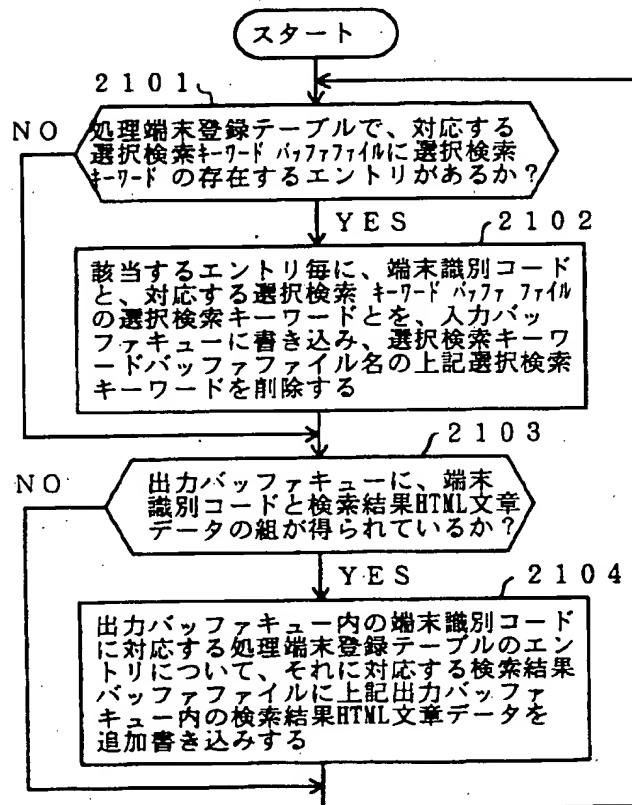 スタート
2101
NO
処理端末登録テーブルで、対応する
選択検索ｷｰﾜｰﾄﾞ ﾊﾞｯﾌｧファイルに選択検索
ｷｰﾜｰﾄﾞ の存在するエントリがあるか？
YES
2102
該当するエントリ毎に、端末識別コード
と、対応する選択検索 ｷｰﾜｰﾄﾞ ﾊﾞｯﾌｧ ﾌｧｲﾙ
の選択検索キーワードとを、入力バッ
ファキューに書き込み、選択検索キーワ
ードバッファファイル名の上記選択検索
キーワードを削除する
2103
NO
出力バッファキューに、端末
識別コードと検索結果HTML文章
データの組が得られているか？
YES
2104
出力バッファキュー内の端末識別コード
に対応する処理端末登録テーブルのエン
トリについて、それに対応する検索結果
バッファファイルに上記出力バッファ
キュー内の検索結果HTML文章データを
追加書き込みする